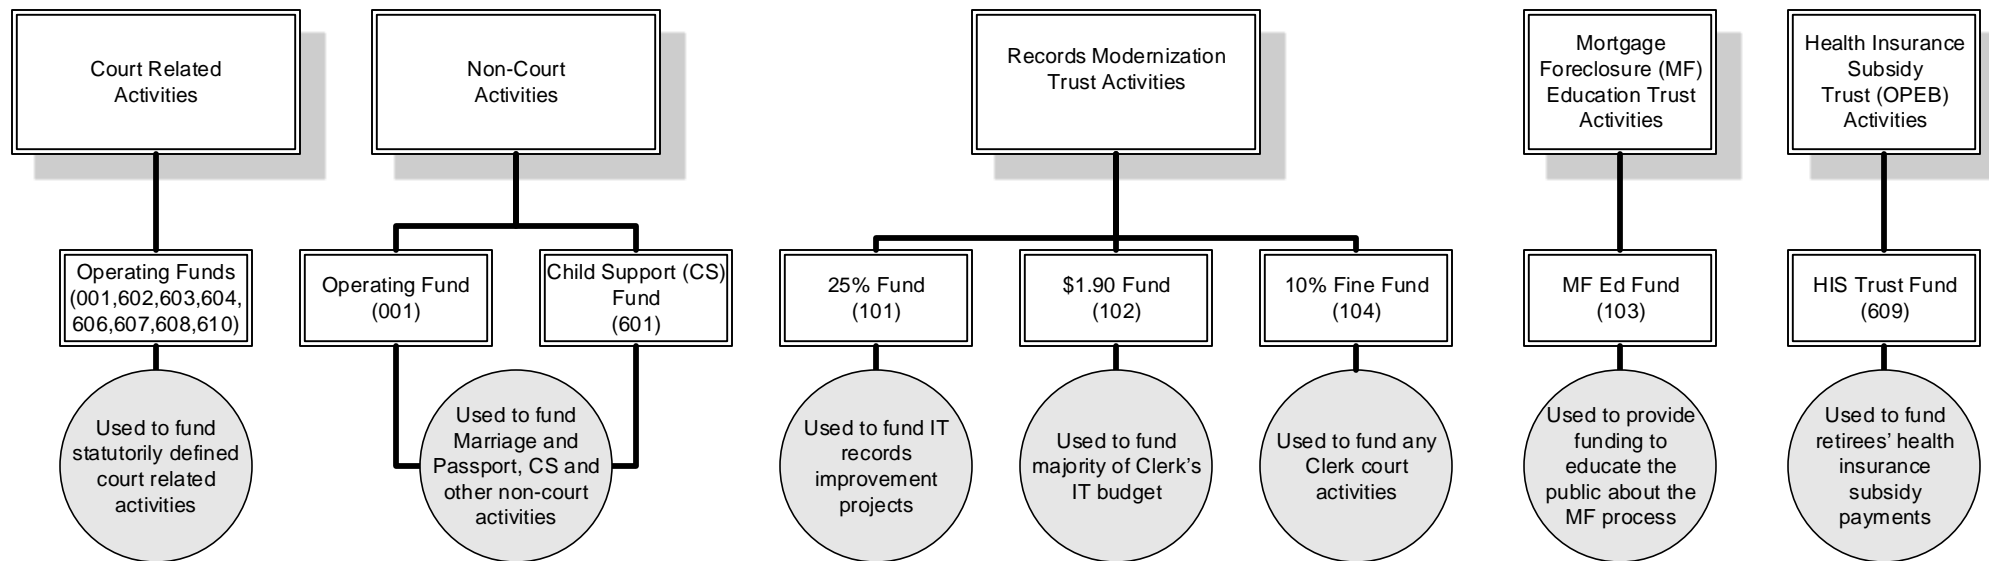 Court Related
Activities
Non-Court
Activities
Records Modernization
Trust Activities
Mortgage
Foreclosure (MF)
Education Trust
Activities
Health Insurance
Subsidy
Trust (OPEB)
Activities
Operating Funds
(001,602,603,604,
606,607,608,610)
Operating Fund
(001)
Child Support (CS)
Fund
(601)
25% Fund
(101)
$1.90 Fund
(102)
10% Fine Fund
(104)
MF Ed Fund
(103)
HIS Trust Fund
(609)
Used to fund
statutorily defined
court related
activities
Used to fund
Marriage and
Passport, CS and
other non-court
activities
Used to fund IT
records
improvement
projects
Used to fund
majority of Clerk’s
IT budget
Used to fund any
Clerk court
activities
Used to provide
funding to
educate the
public about the
MF process
Used to fund
retirees’ health
insurance
subsidy
payments